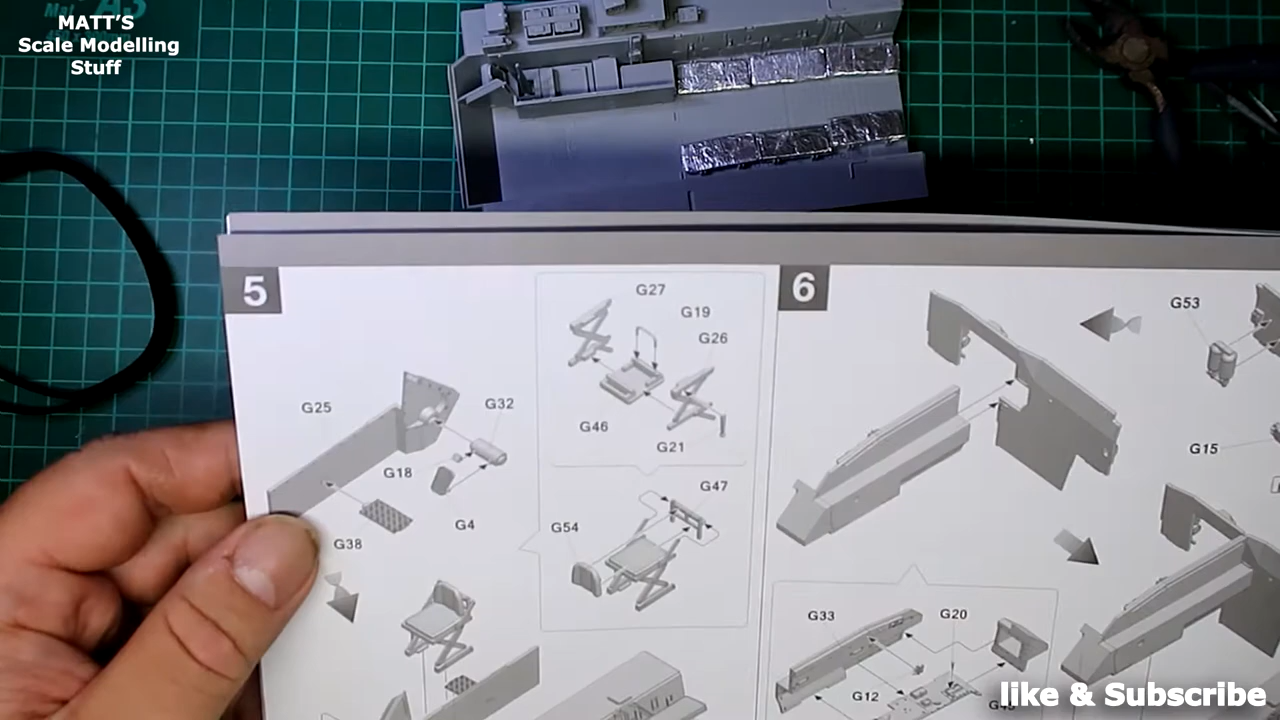 MATT'S
Scale Modelling
Stuff
A3
5
G27
G19
G26
G46
G21
G25
G32
G18
G4
G38
G47
G54
6
G53
G15
G33
G20
G12
like & Subscribe